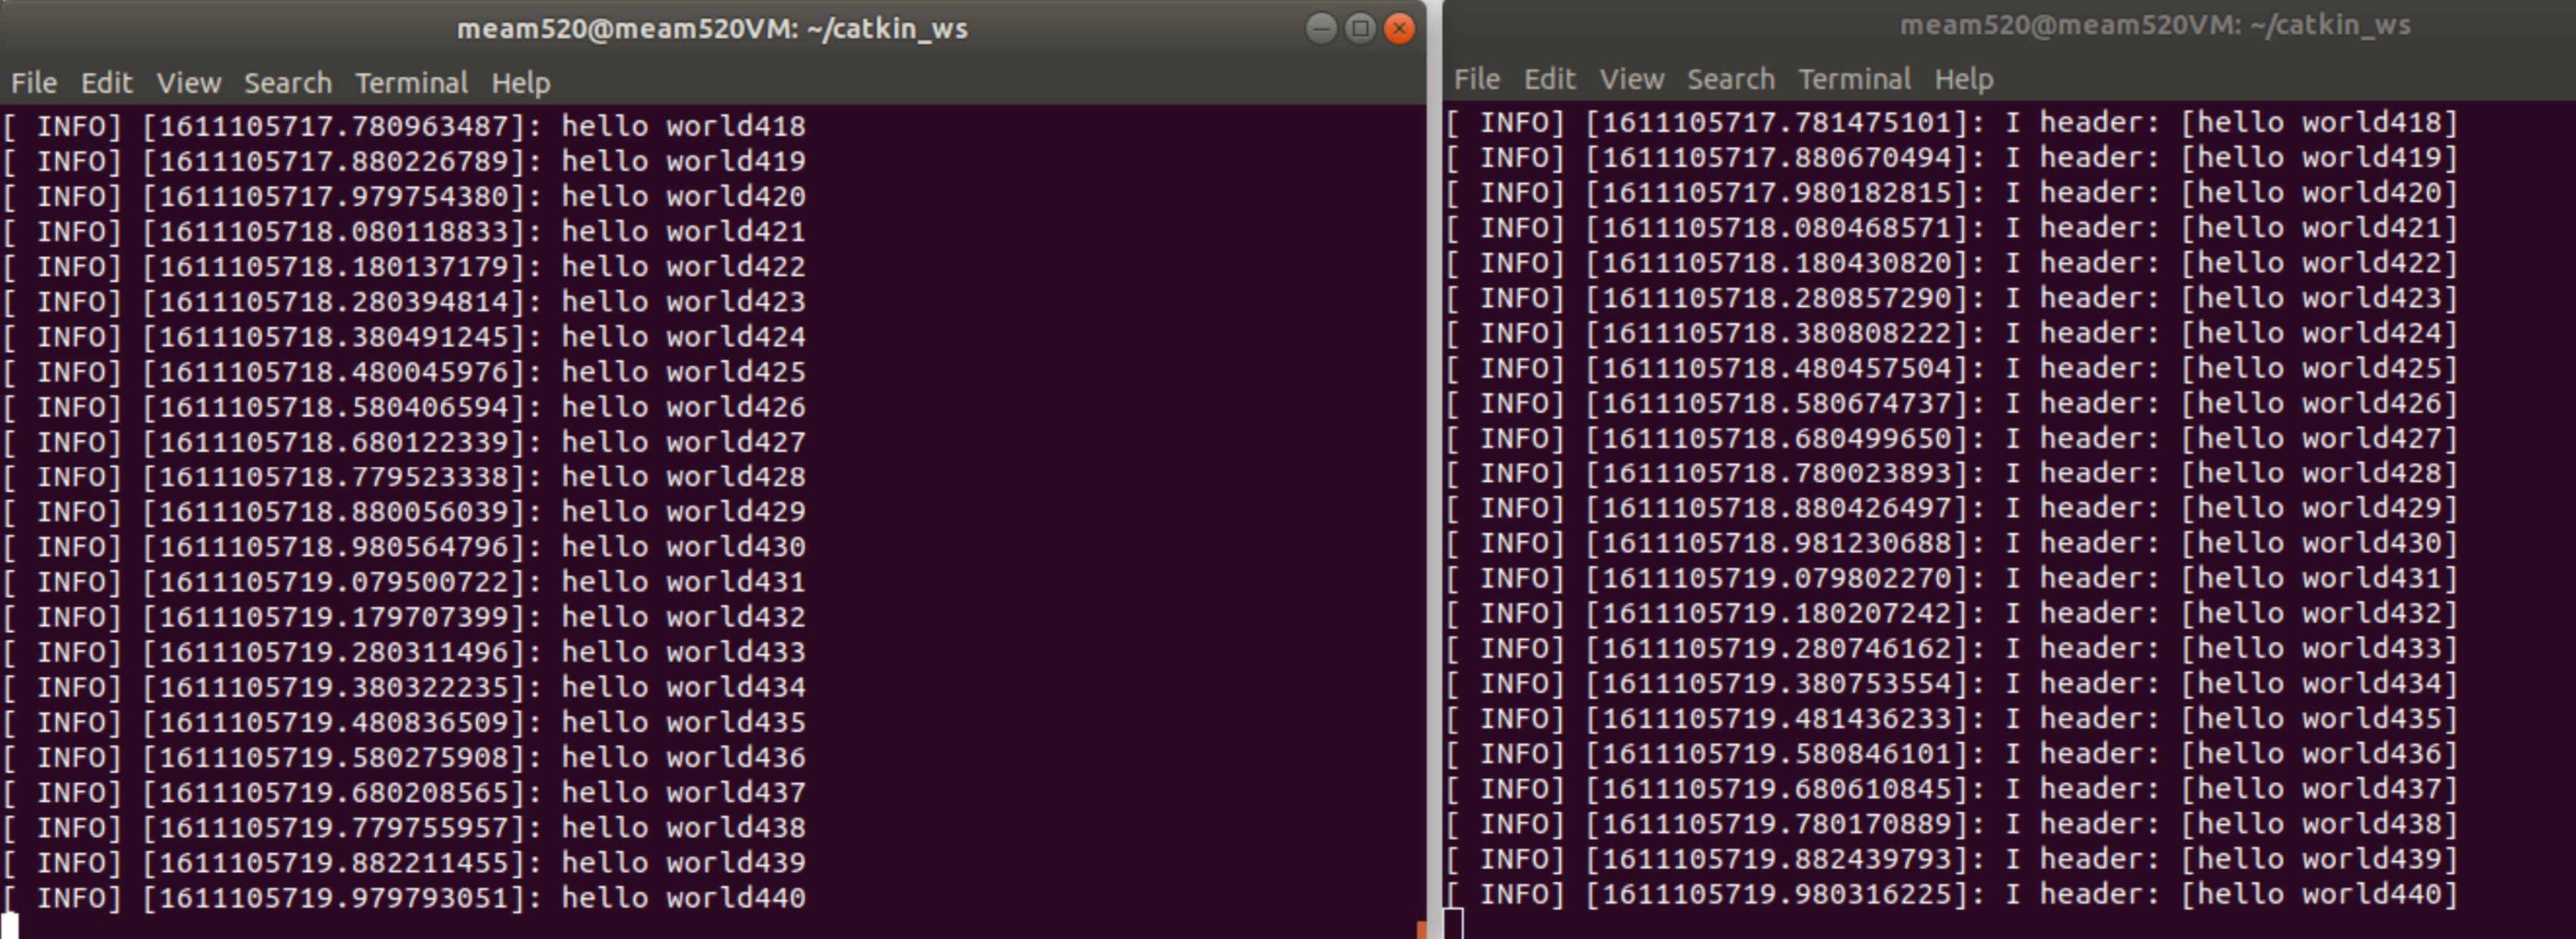 meam520@meam520VM: ~/catkin_ws
File Edit View Search Terminal Help
[ INFO] [1611105717.780963487]: hello world418
[ INFO] [1611105717.880226789]: hello world419
[ INFO] [1611105717.979754380]: hello world420
[ INFO] [1611105718.080118833]: hello world421
[ INFO] [1611105718.180137179]: hello world422
[ INFO] [1611105718.280394814]: hello world423
[ INFO] [1611105718.380491245]: hello world424
[ INFO] [1611105718.480045976]: hello world425
[ INFO] [1611105718.580406594]: hello world426
[ INFO] [1611105718.680122339]: hello world427
[ INFO] [1611105718.779523338]: hello world428
[ INFO] [1611105718.880056039]: hello world429
[ INFO] [1611105718.980564796]: hello world430
[ INFO] [1611105719.079500722]: hello world431
[ INFO] [1611105719.179707399]: hello world432
[ INFO] [1611105719.280311496]: hello world433
[ INFO] [1611105719.380322235]: hello world434
[ INFO] [1611105719.480836509]: hello world435
[ INFO] [1611105719.580275908]: hello world436
[ INFO] [1611105719.680208565]: hello world437
[ INFO] [1611105719.779755957]: hello world438
[ INFO] [1611105719.882211455]: hello world439
[ INFO] [1611105719.979793051]: hello world440
meam520@meam520VM: ~/catkin_ws
File Edit View Search Terminal Help
[ INFO] [1611105717.781475101]: I header: [hello world418]
[ INFO] [1611105717.880670494]: I header: [hello world419]
[ INFO] [1611105717.980182815]: I header: [hello world420]
[ INFO] [1611105718.080468571]: I header: [hello world421]
[ INFO] [1611105718.180430820]: I header: [hello world422]
[ INFO] [1611105718.280857290]: I header: [hello world423]
[ INFO] [1611105718.380808222]: I header: [hello world424]
[ INFO] [1611105718.480457504]: I header: [hello world425]
[ INFO] [1611105718.580674737]: I header: [hello world426]
[ INFO] [1611105718.680499650]: I header: [hello world427]
[ INFO] [1611105718.780023893]: I header: [hello world428]
[ INFO] [1611105718.880426497]: I header: [hello world429]
[ INFO] [1611105718.981230688]: I header: [hello world430]
[ INFO] [1611105719.079802270]: I header: [hello world431]
[ INFO] [1611105719.180207242]: I header: [hello world432]
[ INFO] [1611105719.280746162]: I header: [hello world433]
[ INFO] [1611105719.380753554]: I header: [hello world434]
[ INFO] [1611105719.481436233]: I header: [hello world435]
[ INFO] [1611105719.580846101]: I header: [hello world436]
[ INFO] [1611105719.680610845]: I header: [hello world437]
[ INFO] [1611105719.780170889]: I header: [hello world438]
[ INFO] [1611105719.882439793]: I header: [hello world439]
[ INFO] [1611105719.980316225]: I header: [hello world440]